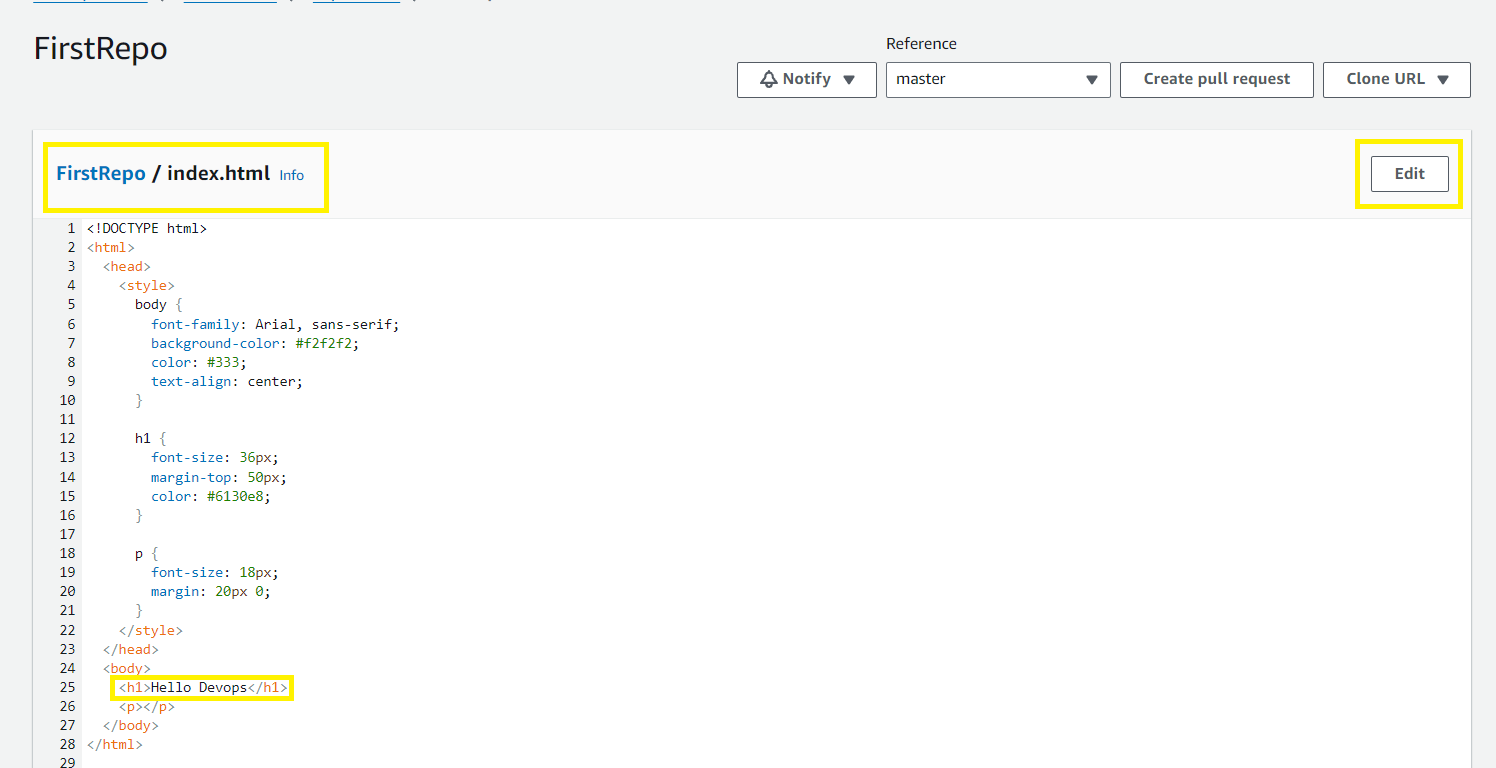 FirstRepo
Reference
Notify master Create pull request Clone URL
FirstRepo / index.html Info
Edit
1 <!DOCTYPE html>
2 <html>
3   <head>
4     <style>
5       body {
6         font-family: Arial, sans-serif;
7         background-color: #f2f2f2;
8         color: #333;
9         text-align: center;
10       }
11
12       h1 {
13         font-size: 36px;
14         margin-top: 50px;
15         color: #6130e8;
16       }
17
18       p {
19         font-size: 18px;
20         margin: 20px 0;
21       }
22     </style>
23   </head>
24   <body>
25     <h1>Hello Devops</h1>
26     <p></p>
27   </body>
28 </html>
29